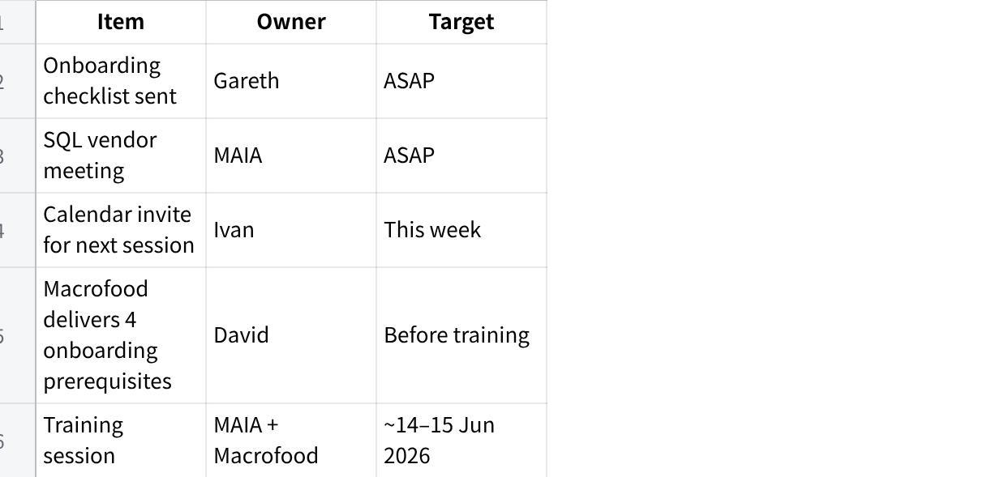 1 Item Owner Target
2 Onboarding checklist sent Gareth ASAP
3 SQL vendor meeting MAIA ASAP
4 Calendar invite for next session Ivan This week
5 Macrofood delivers 4 onboarding prerequisites David Before training
6 Training session MAIA + Macrofood ~14–15 Jun 2026